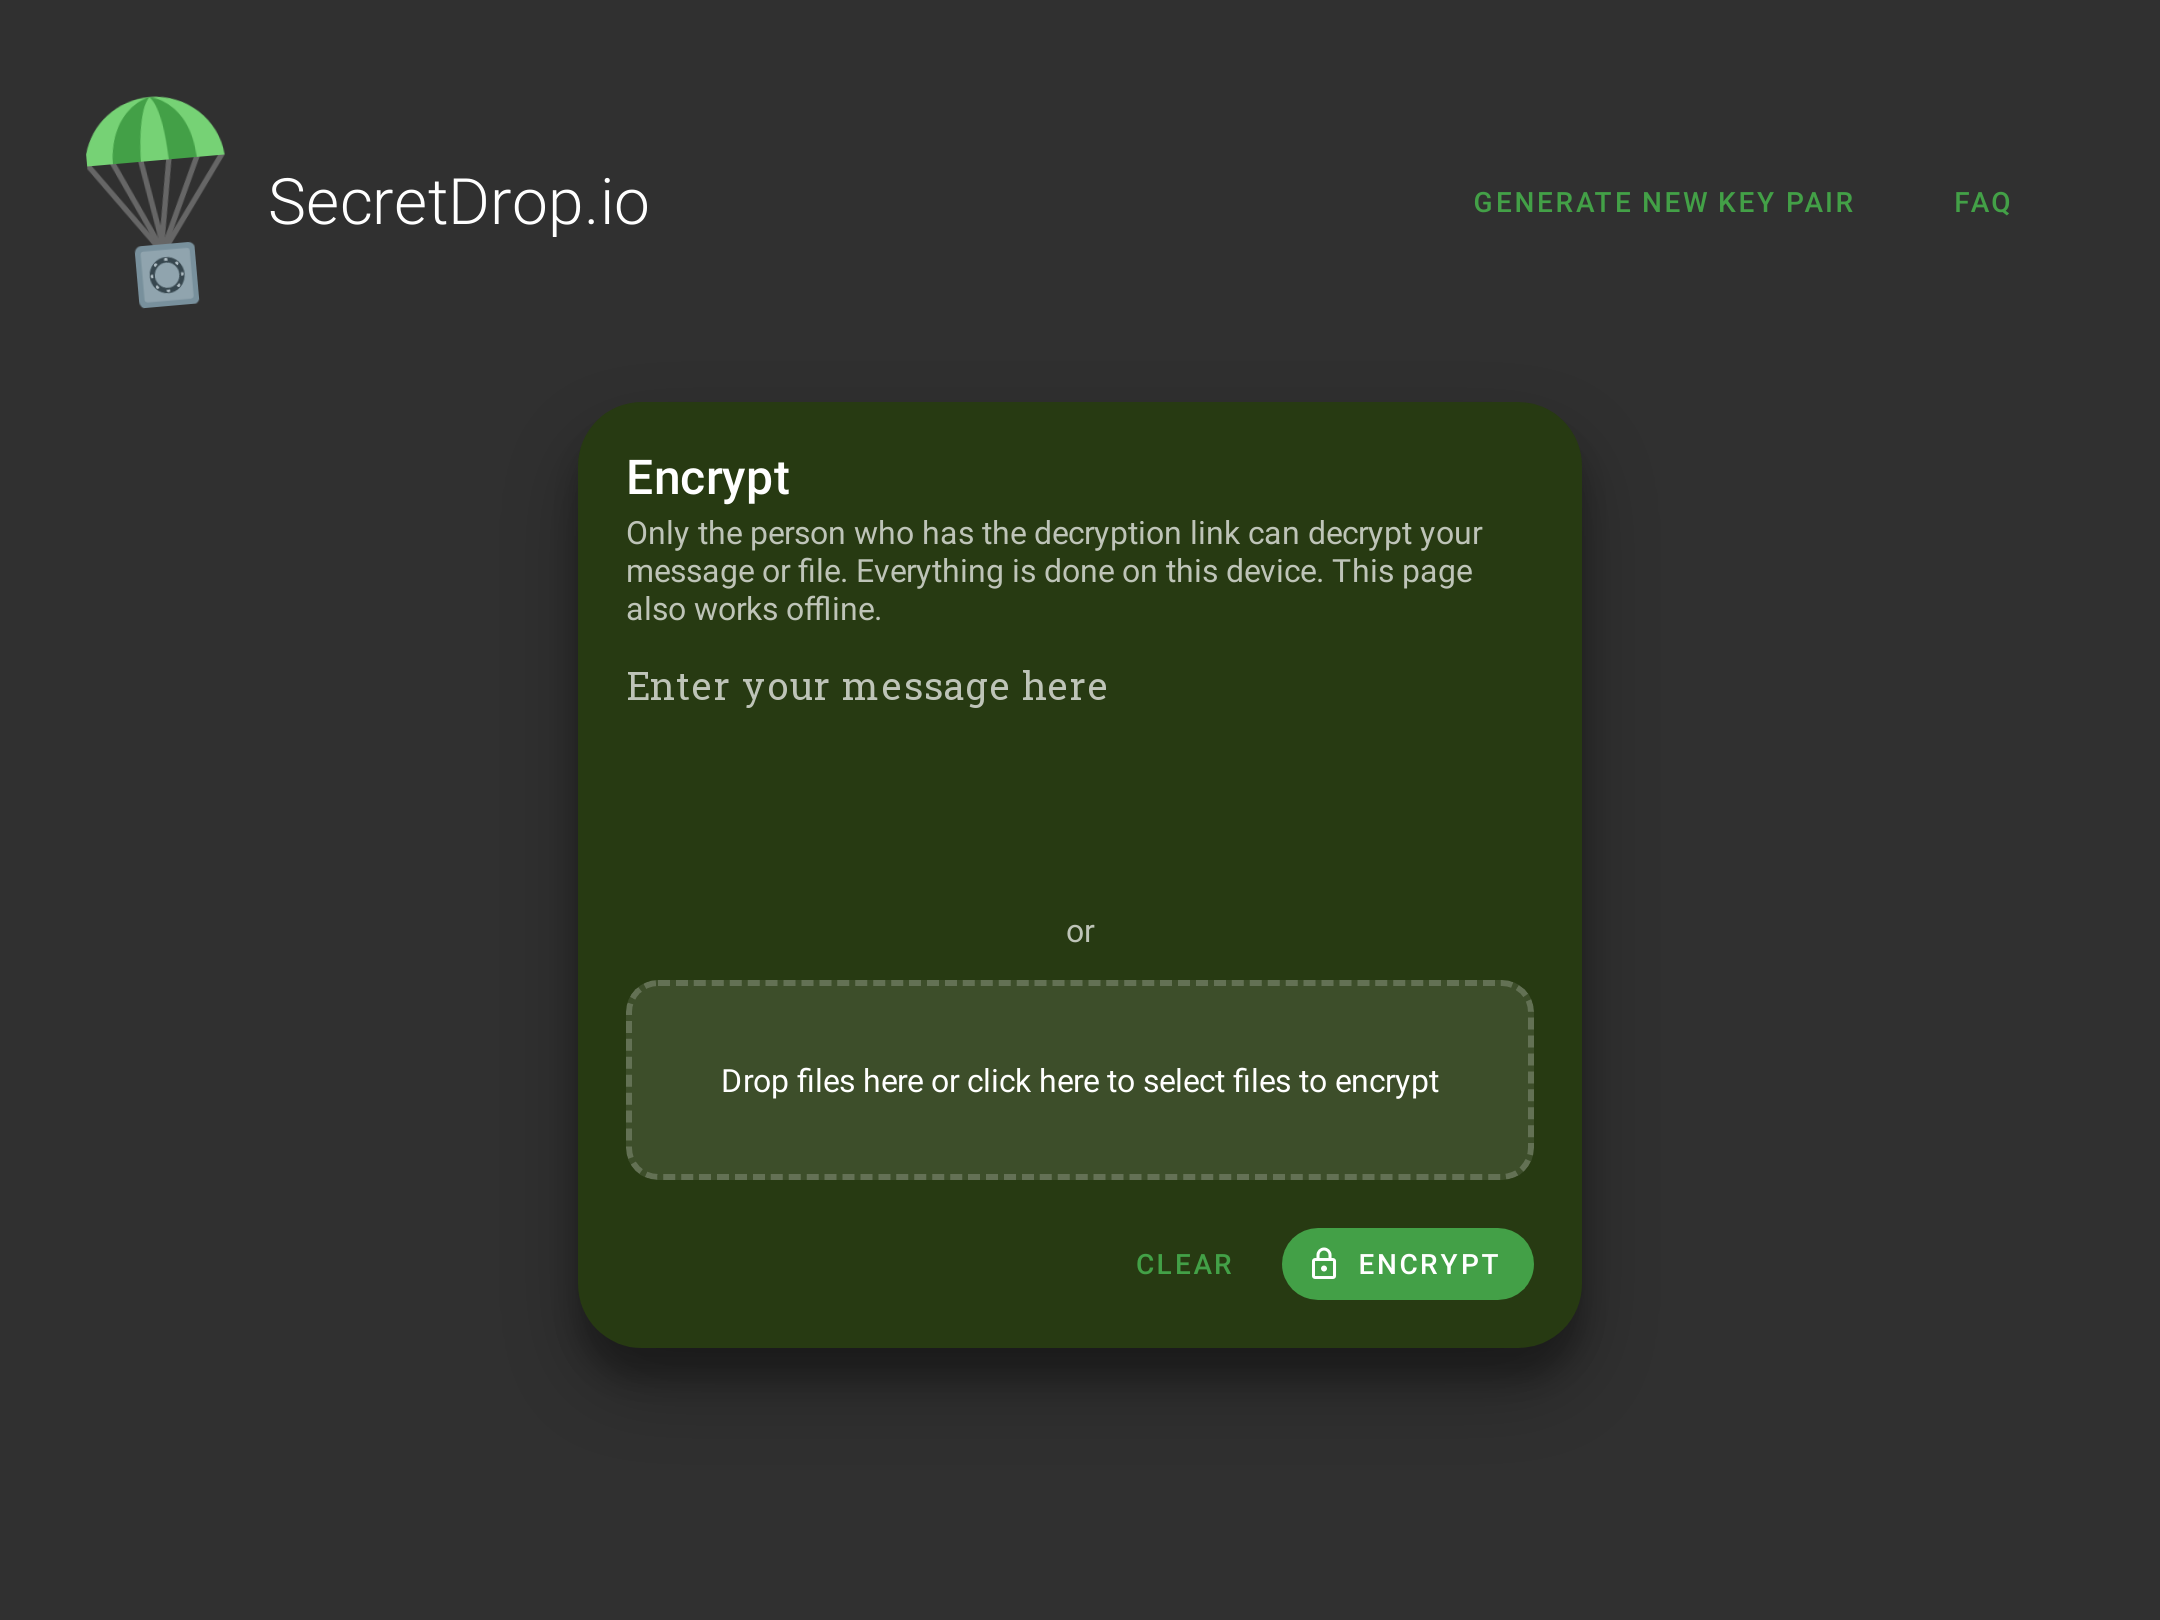 SecretDrop.io
GENERATE NEW KEY PAIR
FAQ
Encrypt
Only the person who has the decryption link can decrypt your
message or file. Everything is done on this device. This page
also works offline.
Enter your message here
or
Drop files here or click here to select files to encrypt
CLEAR
ENCRYPT